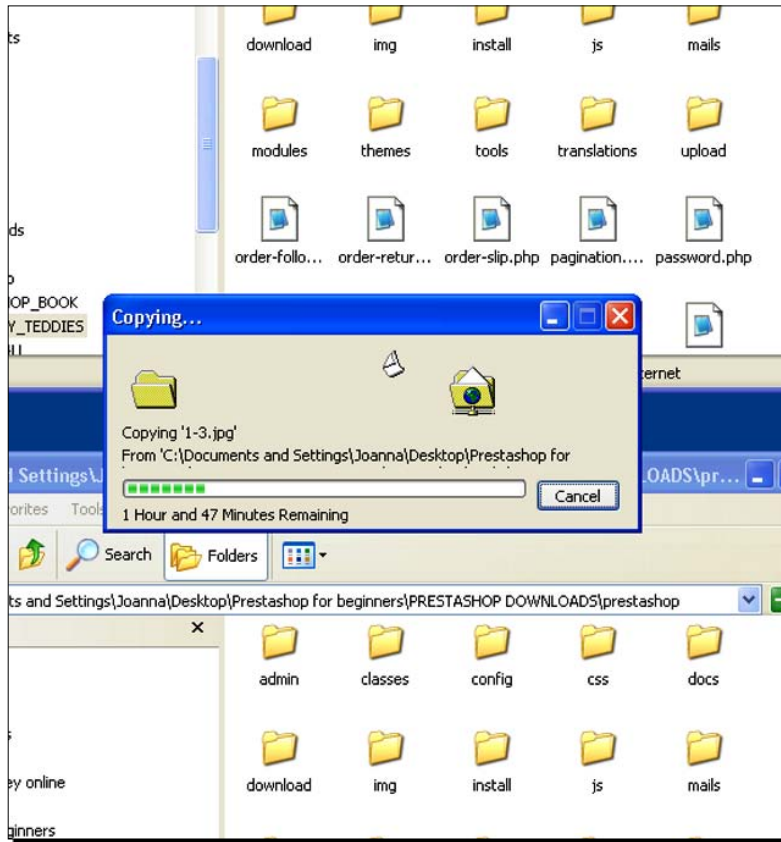 ts
download img install js mails
modules themes tools translations upload
ds
order-follo... order-retur... order-slip.php pagination.... password.php
OP_BOOK
Y_TEDDIES
Copying...
ernet
Copying '1-3.jpg'
From 'C:\Documents and Settings\Joanna\Desktop\Prestashop for
Cancel
1 Hour and 47 Minutes Remaining
d Settings\J
LOADS\pr...
orites Tools
Search Folders
ts and Settings\Joanna\Desktop\Prestashop for beginners\PRESTASHOP DOWNLOADS\prestashop
admin classes config css docs
ey online
download img install js mails
ginners